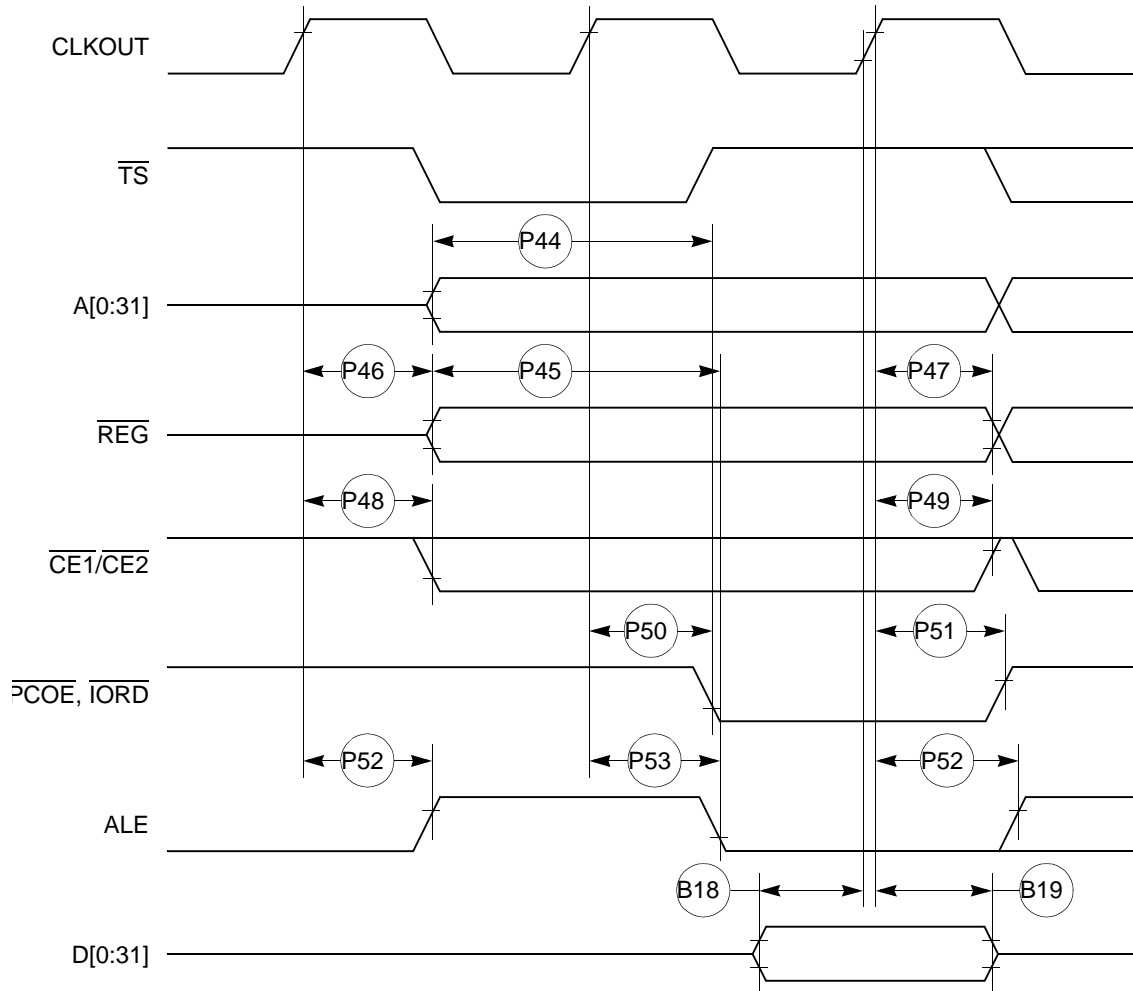 CLKOUT
TS
P44
A[0:31]
P46 P45 P47
REG
P48 P49
CE1/CE2
P50 P51
PCOE, IORD
P52 P53 P52
ALE
B18 B19
D[0:31]